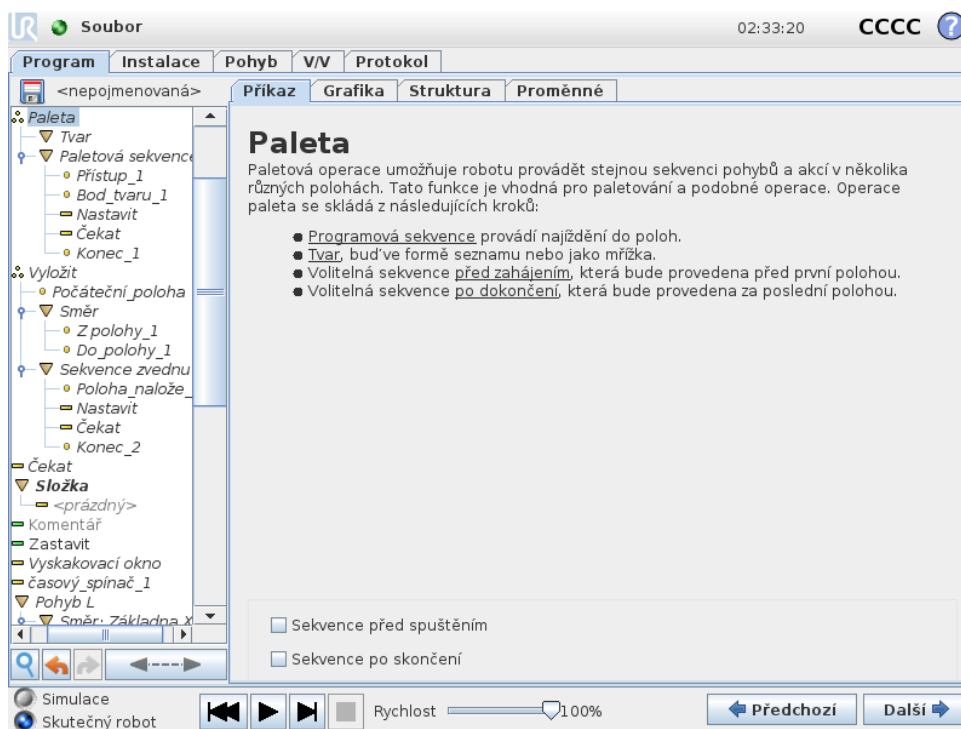 UR Soubor 02:33:20 CCCC ?
Program Instalace Pohyb V/V Protokol
<nepojmenovaná> Příkaz Grafika Struktura Proměnné
Paleta
Tvar
Paletová sekvence
Přístup_1
Bod_tvaru_1
Nastavit
Čekat
Konec_1
Vyložit
Počáteční_poloha
Směr
Z polohy_1
Do_polohy_1
Sekvence zvednu
Poloha_nalože_
Nastavit
Čekat
Konec_2
Čekat
Složka
<prázdný>
Komentář
Zastavit
Vyskakovací okno
časový_spínač_1
Pohyb L
Směr: Základna X
Paleta
Paletová operace umožňuje robotu provádět stejnou sekvenci pohybů a akcí v několika
různých polohách. Tato funkce je vhodná pro paletování a podobné operace. Operace
paleta se skládá z následujících kroků:
● Programová sekvence provádí najíždění do poloh.
● Tvar, buď've formě seznamu nebo jako mřížka.
● Volitelná sekvence před zahájením, která bude provedena před první polohou.
● Volitelná sekvence po dokončení, která bude provedena za poslední polohou.
Sekvence před spuštěním
Sekvence po skončení
Simulace
Skutečný robot
Rychlost 100%
Předchozí Další